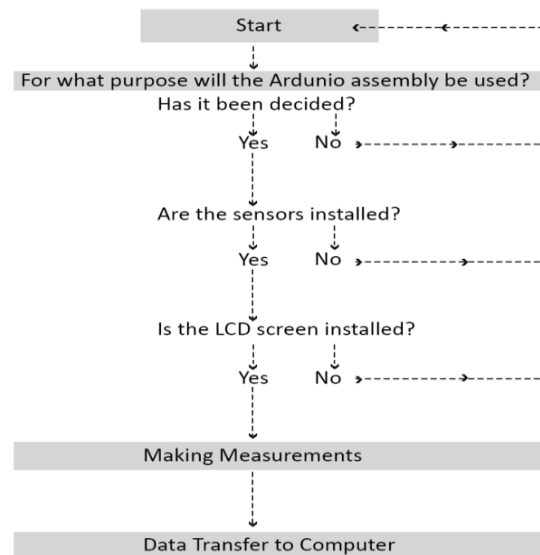 Start
For what purpose will the Ardunio assembly be used?
Has it been decided?
Yes No
Are the sensors installed?
Yes No
Is the LCD screen installed?
Yes No
Making Measurements
Data Transfer to Computer